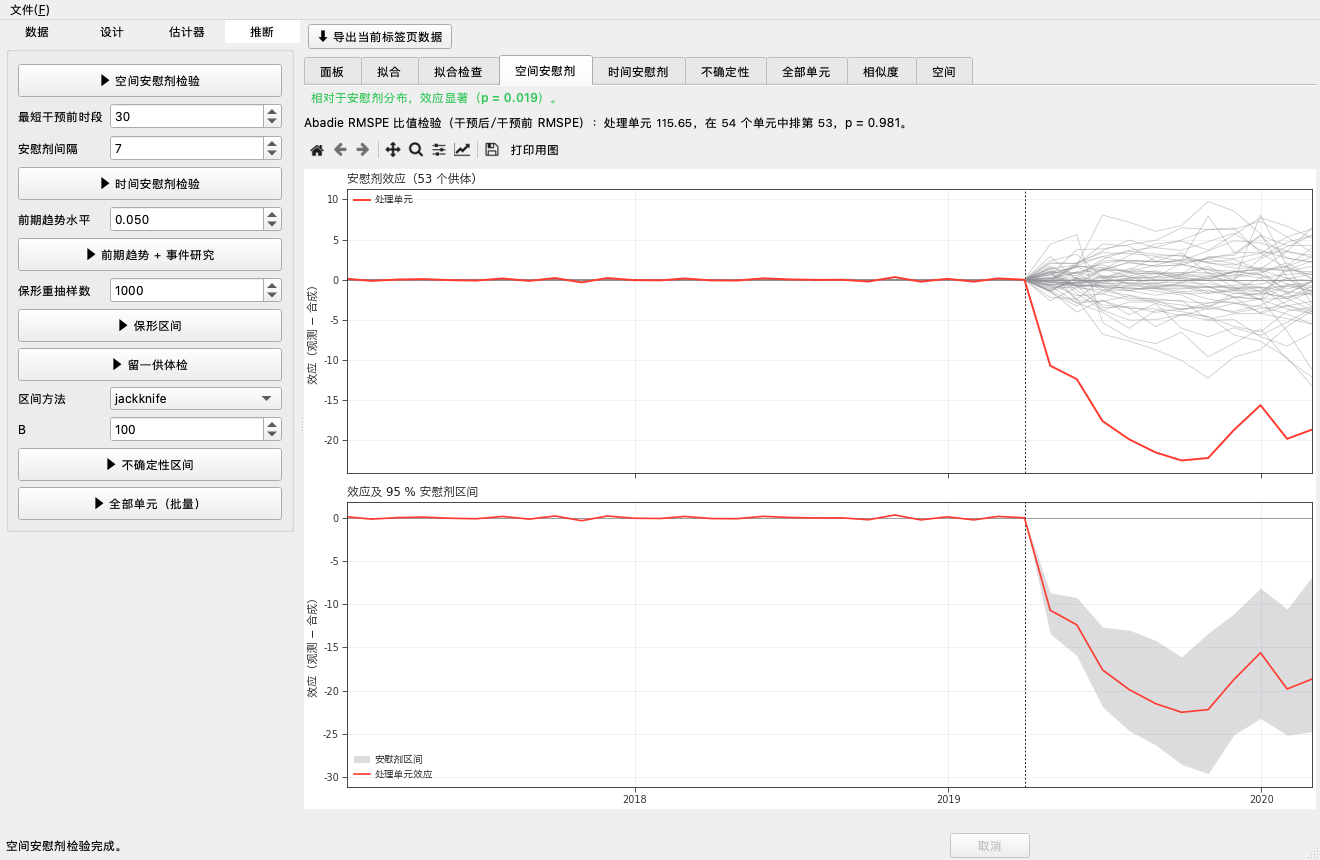 文件(F)
数据 设计 估计器 推断
导出当前标签页数据
空间安慰剂检验
最短干预前时段 30
安慰剂间隔 7
时间安慰剂检验
前期趋势水平 0.050
前期趋势 + 事件研究
保形重抽样数 1000
保形区间
留一供体检
区间方法 jackknife
B 100
不确定性区间
全部单元（批量）
面板 拟合 拟合检查 空间安慰剂 时间安慰剂 不确定性 全部单元 相似度 空间
相对于安慰剂分布，效应显著（p = 0.019）。
Abadie RMSPE 比值检验（干预后/干预前 RMSPE）：处理单元 115.65，在 54 个单元中排第 53，p = 0.981。
打印用图
安慰剂效应（53 个供体）
处理单元
10
5
0
-5
-10
-15
-20
效应（观测 − 合成）
效应及 95 % 安慰剂区间
0
-5
-10
-15
-20
-25
-30
效应（观测 − 合成）
安慰剂区间
处理单元效应
2018 2019 2020
空间安慰剂检验完成。
取消